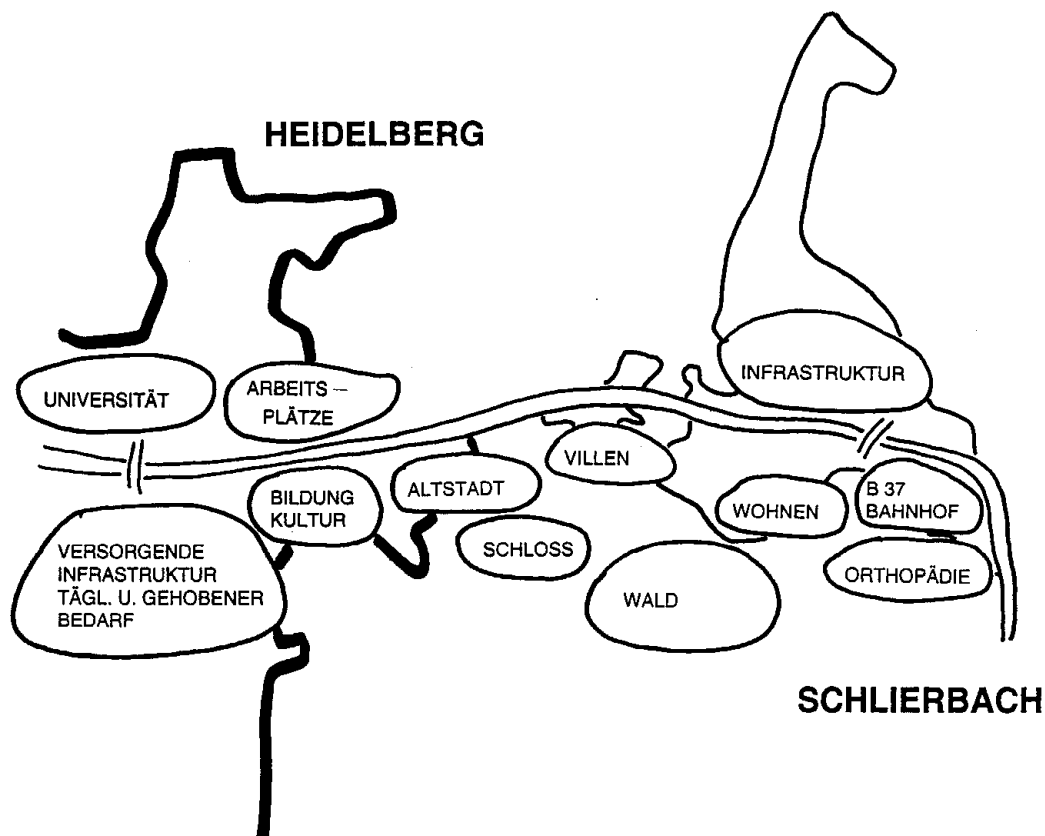 HEIDELBERG
INFRASTRUKTUR
UNIVERSITÄT
ARBEITS –
PLÄTZE
VILLEN
ALTSTADT
BILDUNG
KULTUR
WOHNEN
B 37
BAHNHOF
SCHLOSS
VERSORGENDE
INFRASTRUKTUR
TÄGL. U. GEHOBENER
BEDARF
WALD
ORTHOPÄDIE
SCHLIERBACH